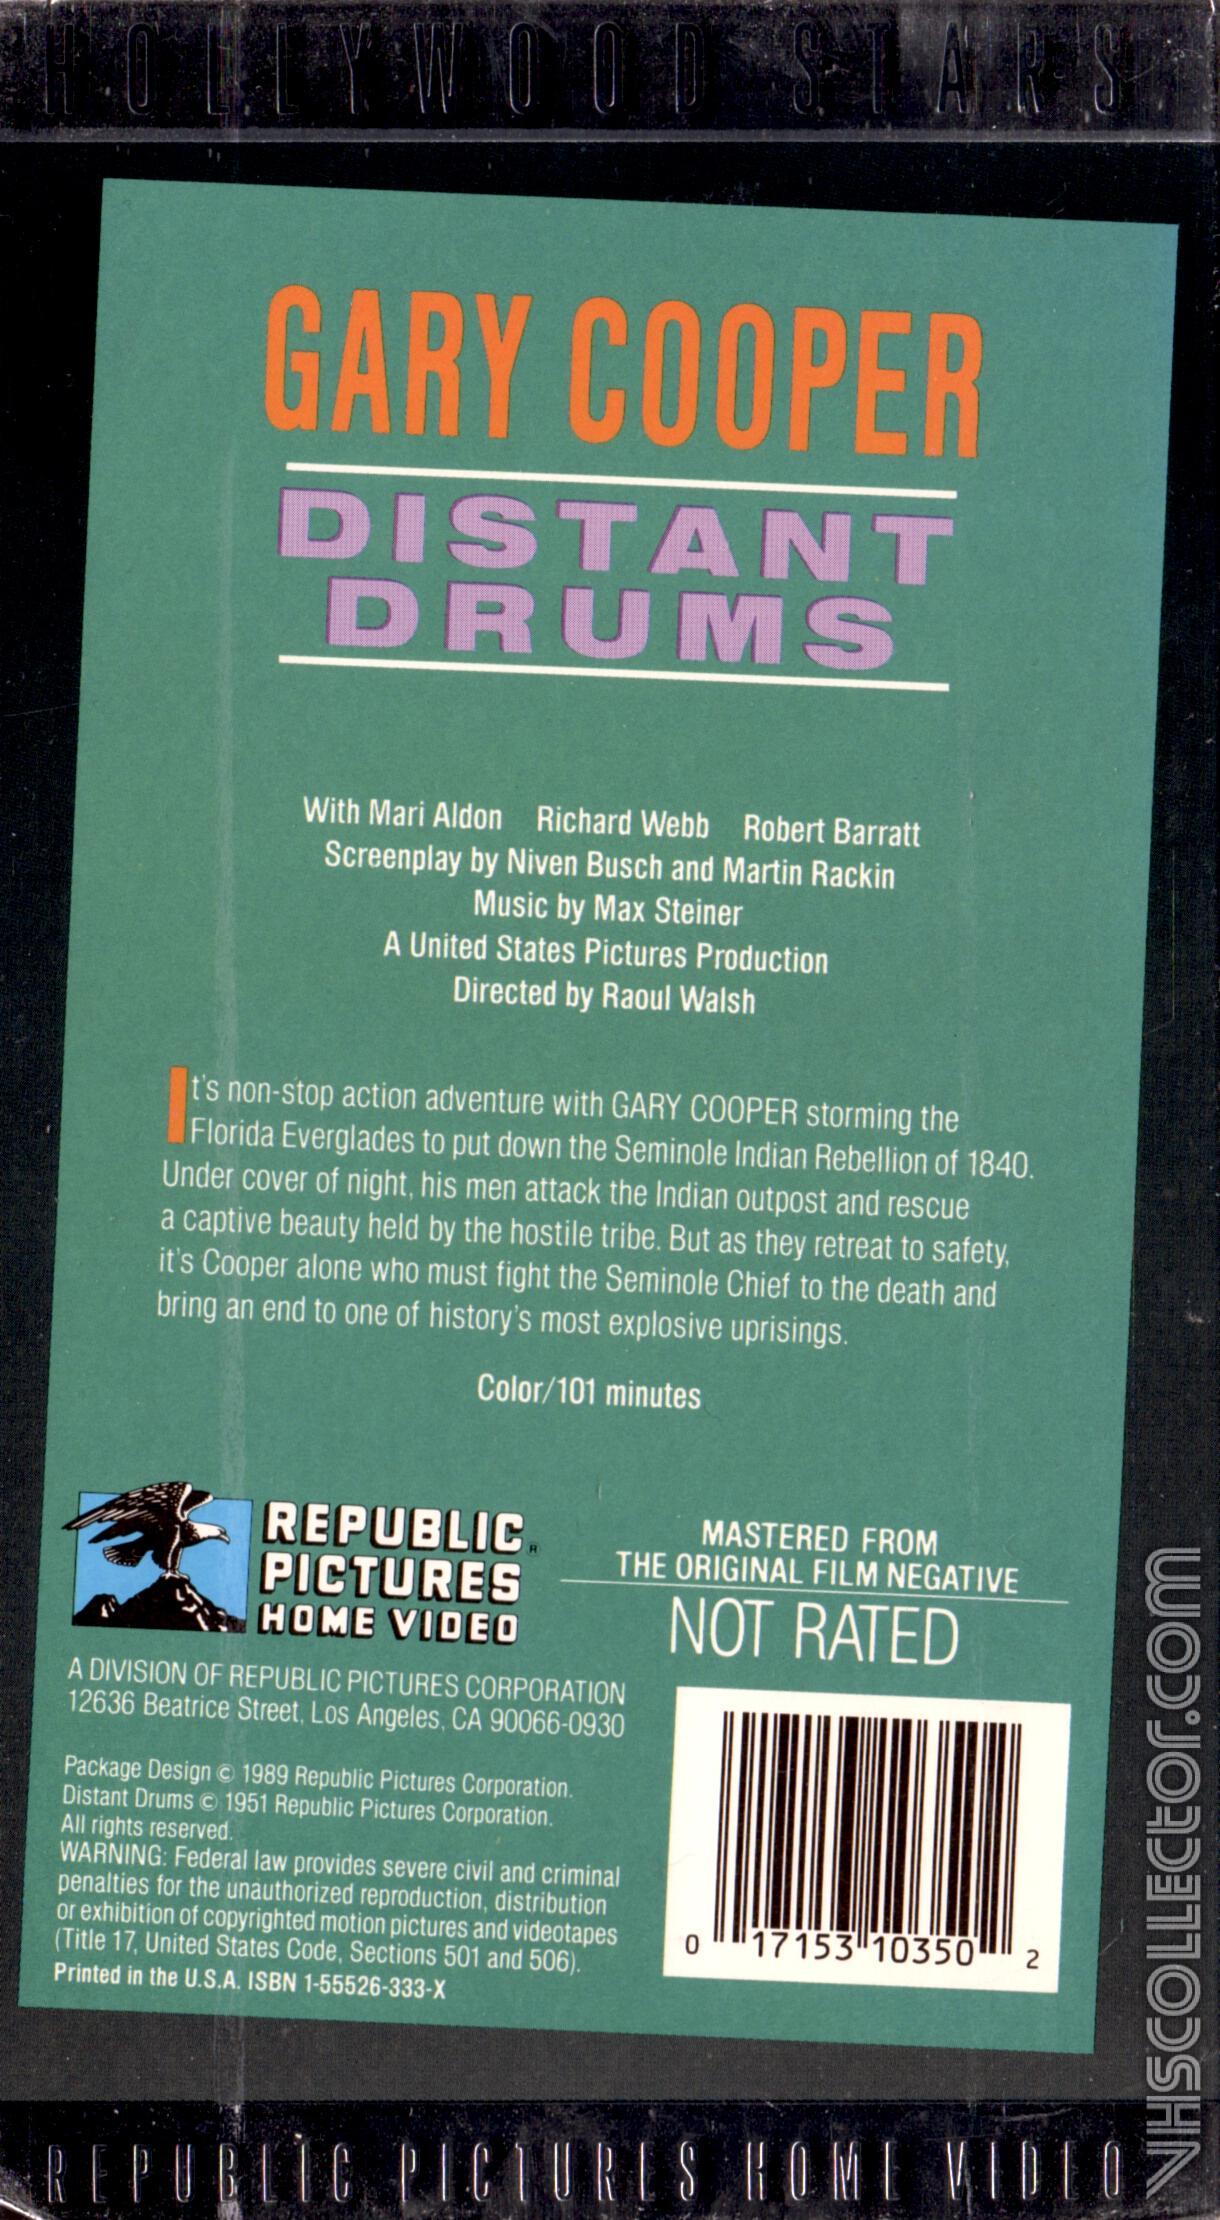 HOLLYWOOD STARS
GARY COOPER
DISTANT
DRUMS
With Mari Aldon Richard Webb Robert Barratt
Screenplay by Niven Busch and Martin Rackin
Music by Max Steiner
A United States Pictures Production
Directed by Raoul Walsh
It's non-stop action adventure with GARY COOPER storming the
Florida Everglades to put down the Seminole Indian Rebellion of 1840.
Under cover of night, his men attack the Indian outpost and rescue
a captive beauty held by the hostile tribe. But as they retreat to safety,
it's Cooper alone who must fight the Seminole Chief to the death and
bring an end to one of history's most explosive uprisings.
Color/101 minutes
REPUBLIC
PICTURES
HOME VIDEO
®
A DIVISION OF REPUBLIC PICTURES CORPORATION
12636 Beatrice Street, Los Angeles, CA 90066-0930
Package Design © 1989 Republic Pictures Corporation.
Distant Drums © 1951 Republic Pictures Corporation.
All rights reserved.
WARNING: Federal law provides severe civil and criminal
penalties for the unauthorized reproduction, distribution
or exhibition of copyrighted motion pictures and videotapes
(Title 17, United States Code, Sections 501 and 506).
Printed in the U.S.A. ISBN 1-55526-333-X
MASTERED FROM
THE ORIGINAL FILM NEGATIVE
NOT RATED
0 17153 10350 2
REPUBLIC PICTURES HOME VIDEO
VHSCOLLECTOR.COM